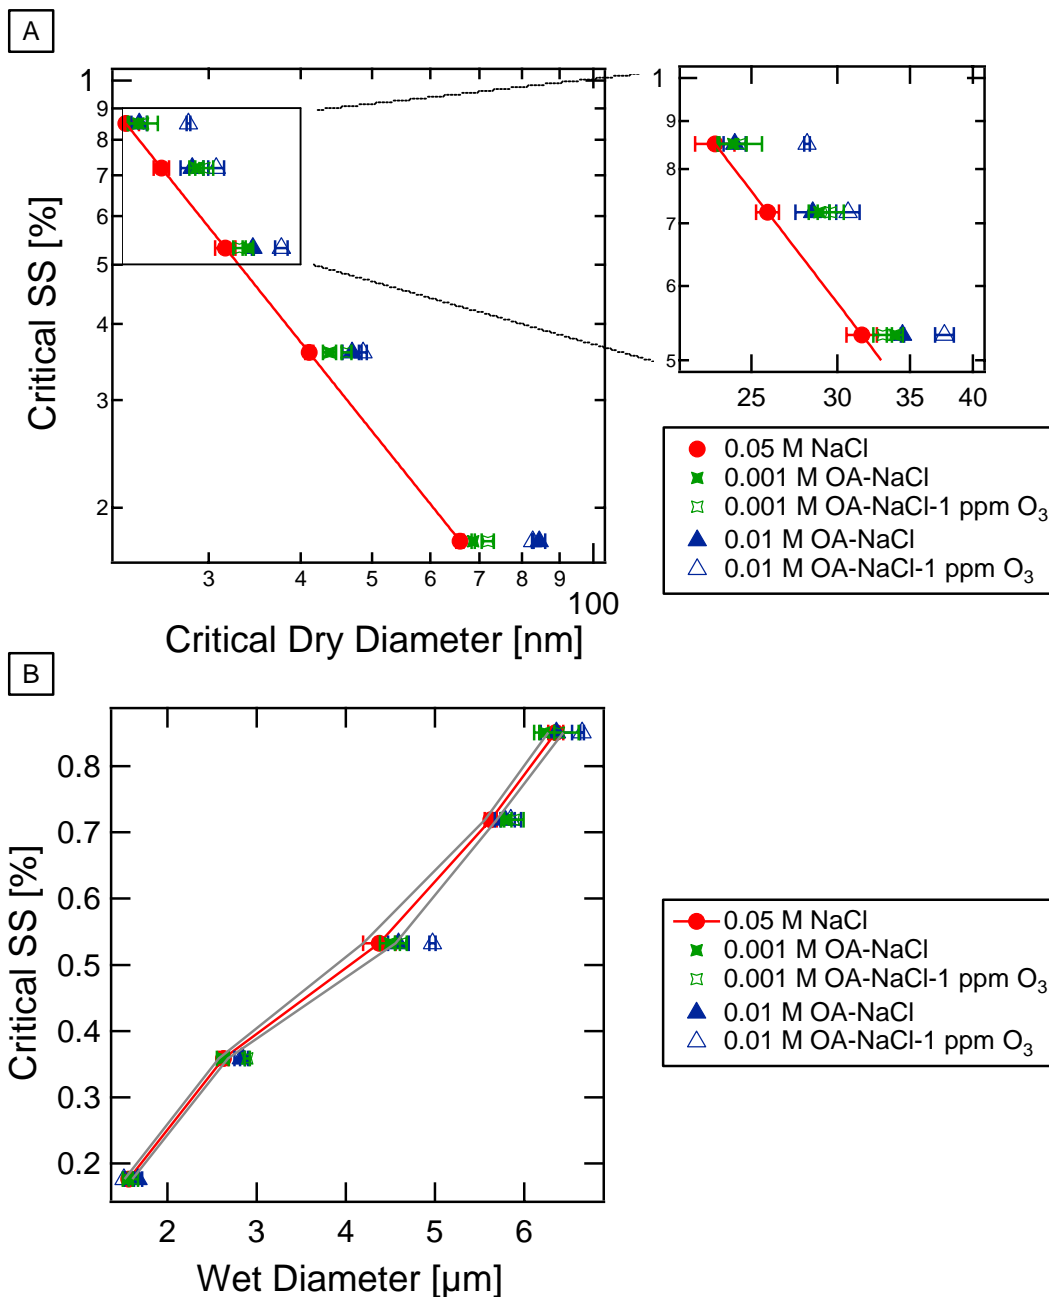 A
Critical SS [%]
1
9
8
7
6
5
4
3
2
3
4
5
6
7
8
9
100
Critical Dry Diameter [nm]
1
9
8
7
6
5
25
30
35
40
0.05 M NaCl
0.001 M OA-NaCl
0.001 M OA-NaCl-1 ppm O3
0.01 M OA-NaCl
0.01 M OA-NaCl-1 ppm O3
B
Critical SS [%]
0.8
0.7
0.6
0.5
0.4
0.3
0.2
2
3
4
5
6
Wet Diameter [µm]
0.05 M NaCl
0.001 M OA-NaCl
0.001 M OA-NaCl-1 ppm O3
0.01 M OA-NaCl
0.01 M OA-NaCl-1 ppm O3